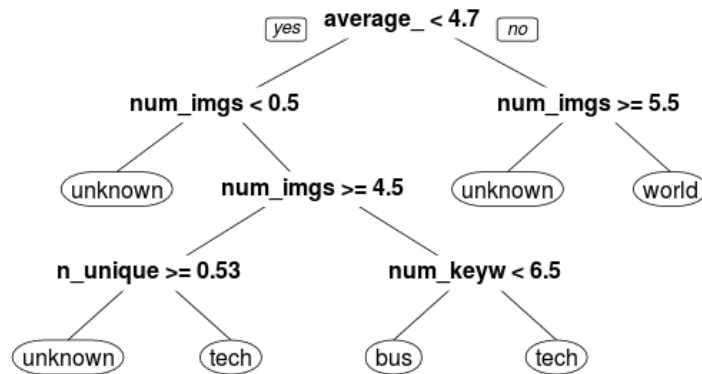 yes average_ < 4.7 no
num_imgs < 0.5 num_imgs >= 5.5
unknown num_imgs >= 4.5 unknown world
n_unique >= 0.53 num_keyw < 6.5
unknown tech bus tech